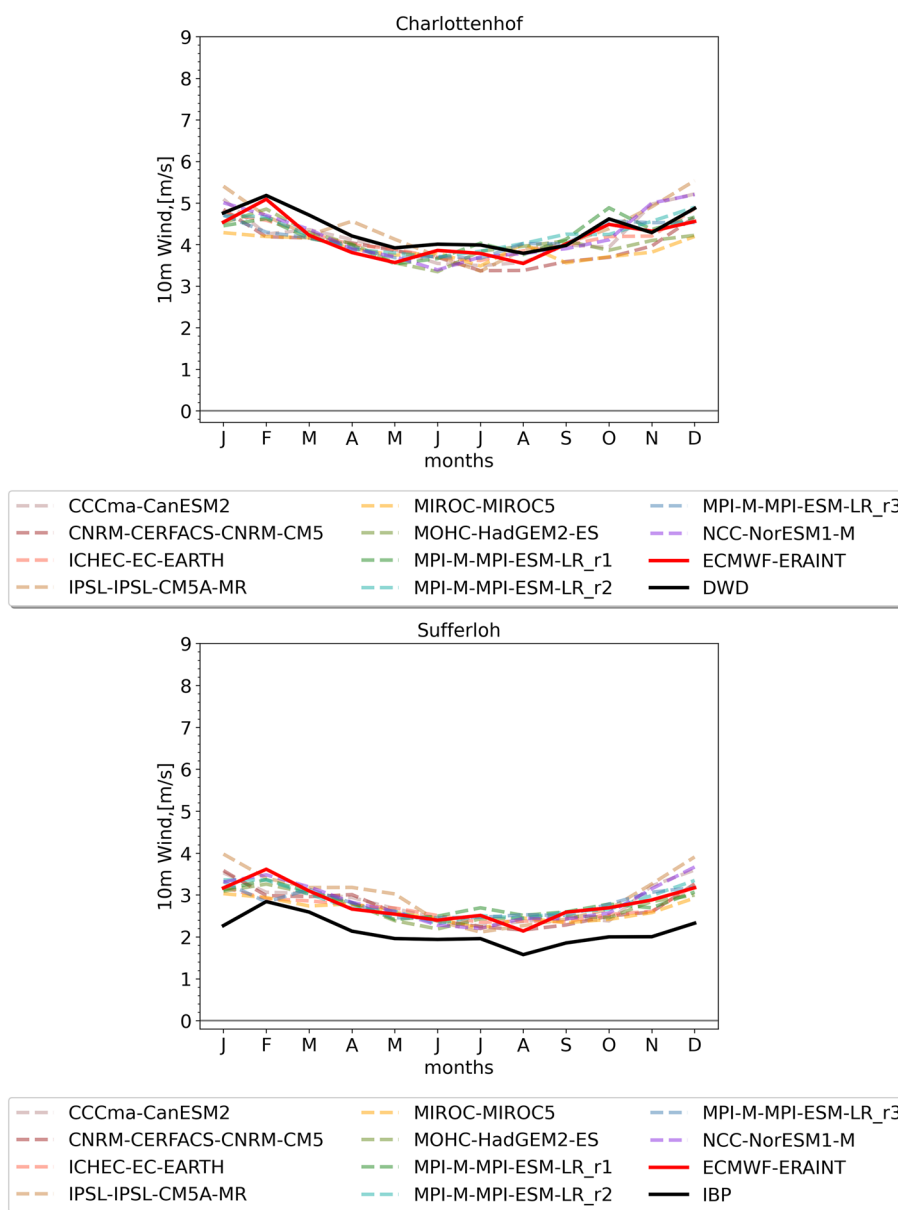 Charlottenhof
9
8
7
6
5
4
3
2
1
0
10m Wind,[m/s]
J F M A M J J A S O N D
months
CCCma-CanESM2 MIROC-MIROC5 MPI-M-MPI-ESM-LR_r3
CNRM-CERFACS-CNRM-CM5 MOHC-HadGEM2-ES NCC-NorESM1-M
ICHEC-EC-EARTH MPI-M-MPI-ESM-LR_r1 ECMWF-ERAINT
IPSL-IPSL-CM5A-MR MPI-M-MPI-ESM-LR_r2 DWD
Sufferloh
9
8
7
6
5
4
3
2
1
0
10m Wind,[m/s]
J F M A M J J A S O N D
months
CCCma-CanESM2 MIROC-MIROC5 MPI-M-MPI-ESM-LR_r3
CNRM-CERFACS-CNRM-CM5 MOHC-HadGEM2-ES NCC-NorESM1-M
ICHEC-EC-EARTH MPI-M-MPI-ESM-LR_r1 ECMWF-ERAINT
IPSL-IPSL-CM5A-MR MPI-M-MPI-ESM-LR_r2 IBP